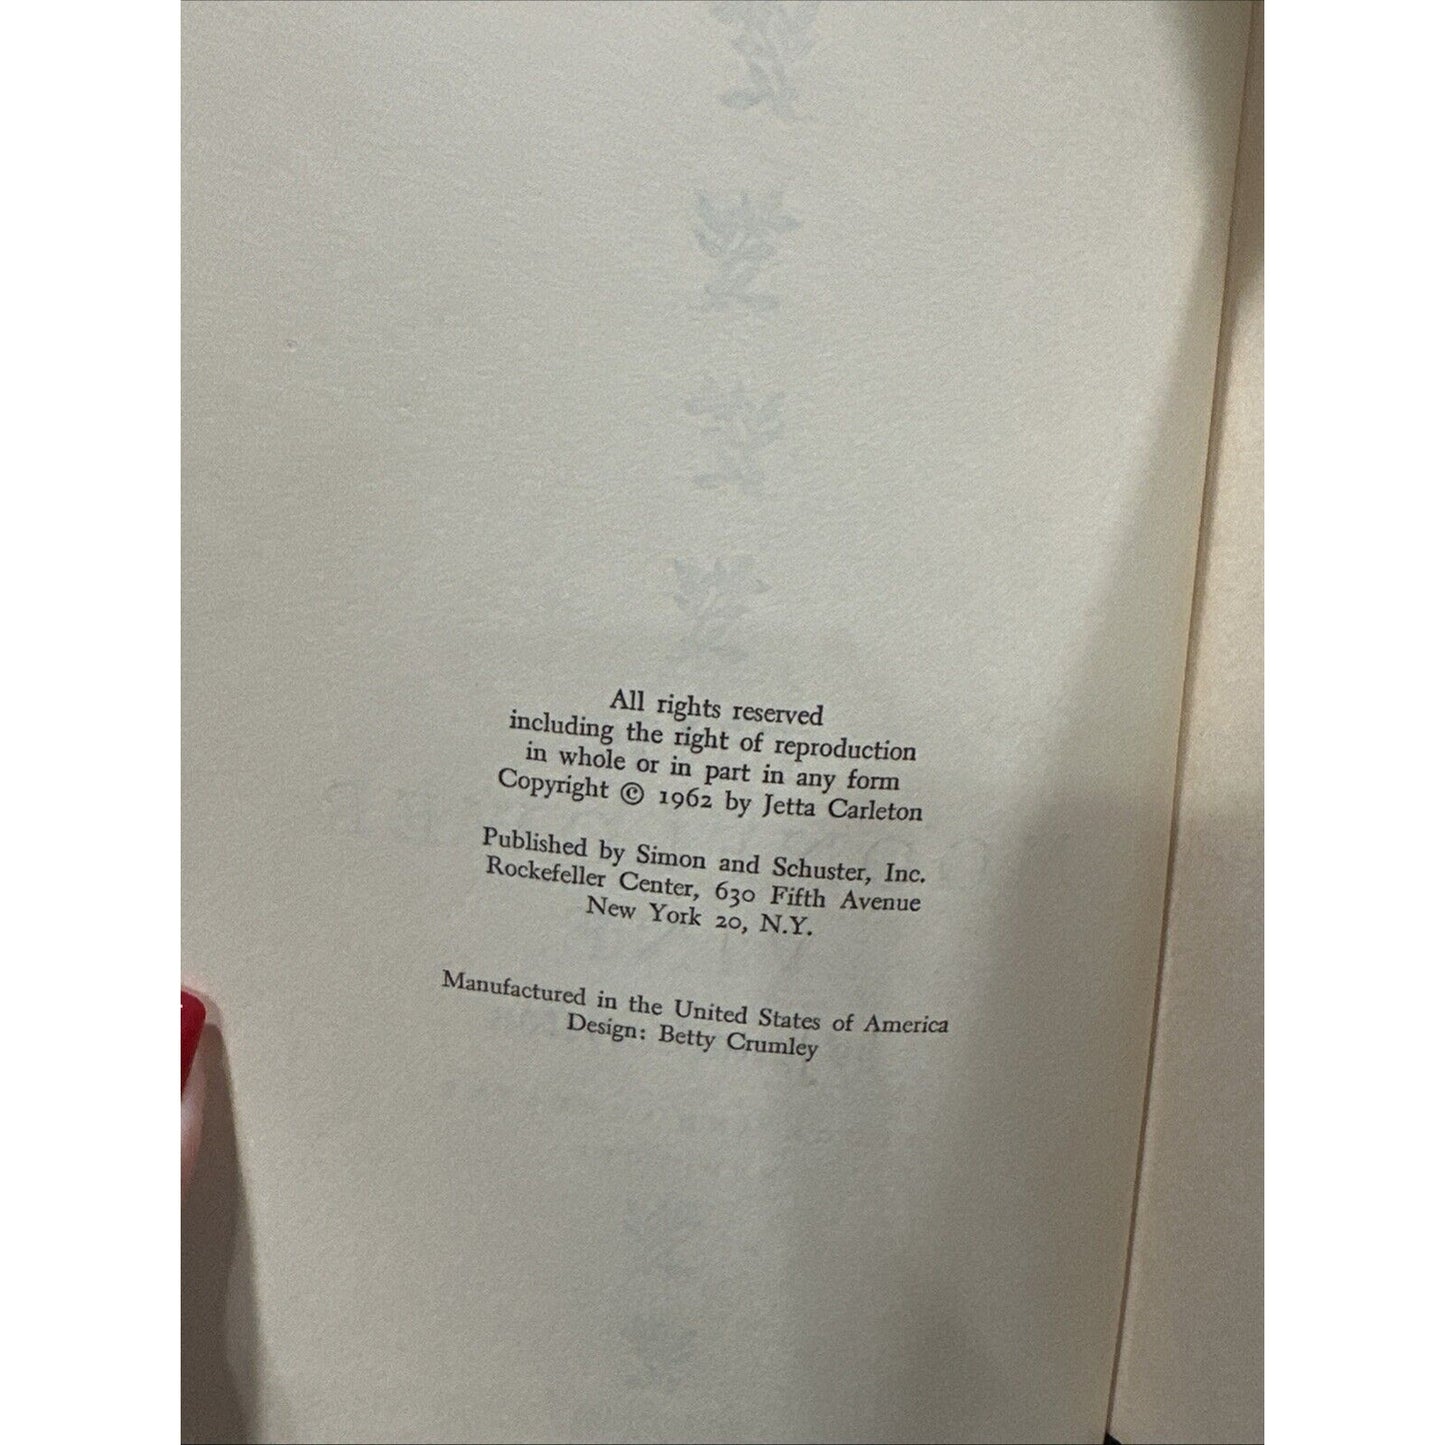 All rights reserved
including the right of reproduction
in whole or in part in any form
Copyright © 1962 by Jetta Carleton
Published by Simon and Schuster, Inc.
Rockefeller Center, 630 Fifth Avenue
New York 20, N.Y.
Manufactured in the United States of America
Design: Betty Crumley